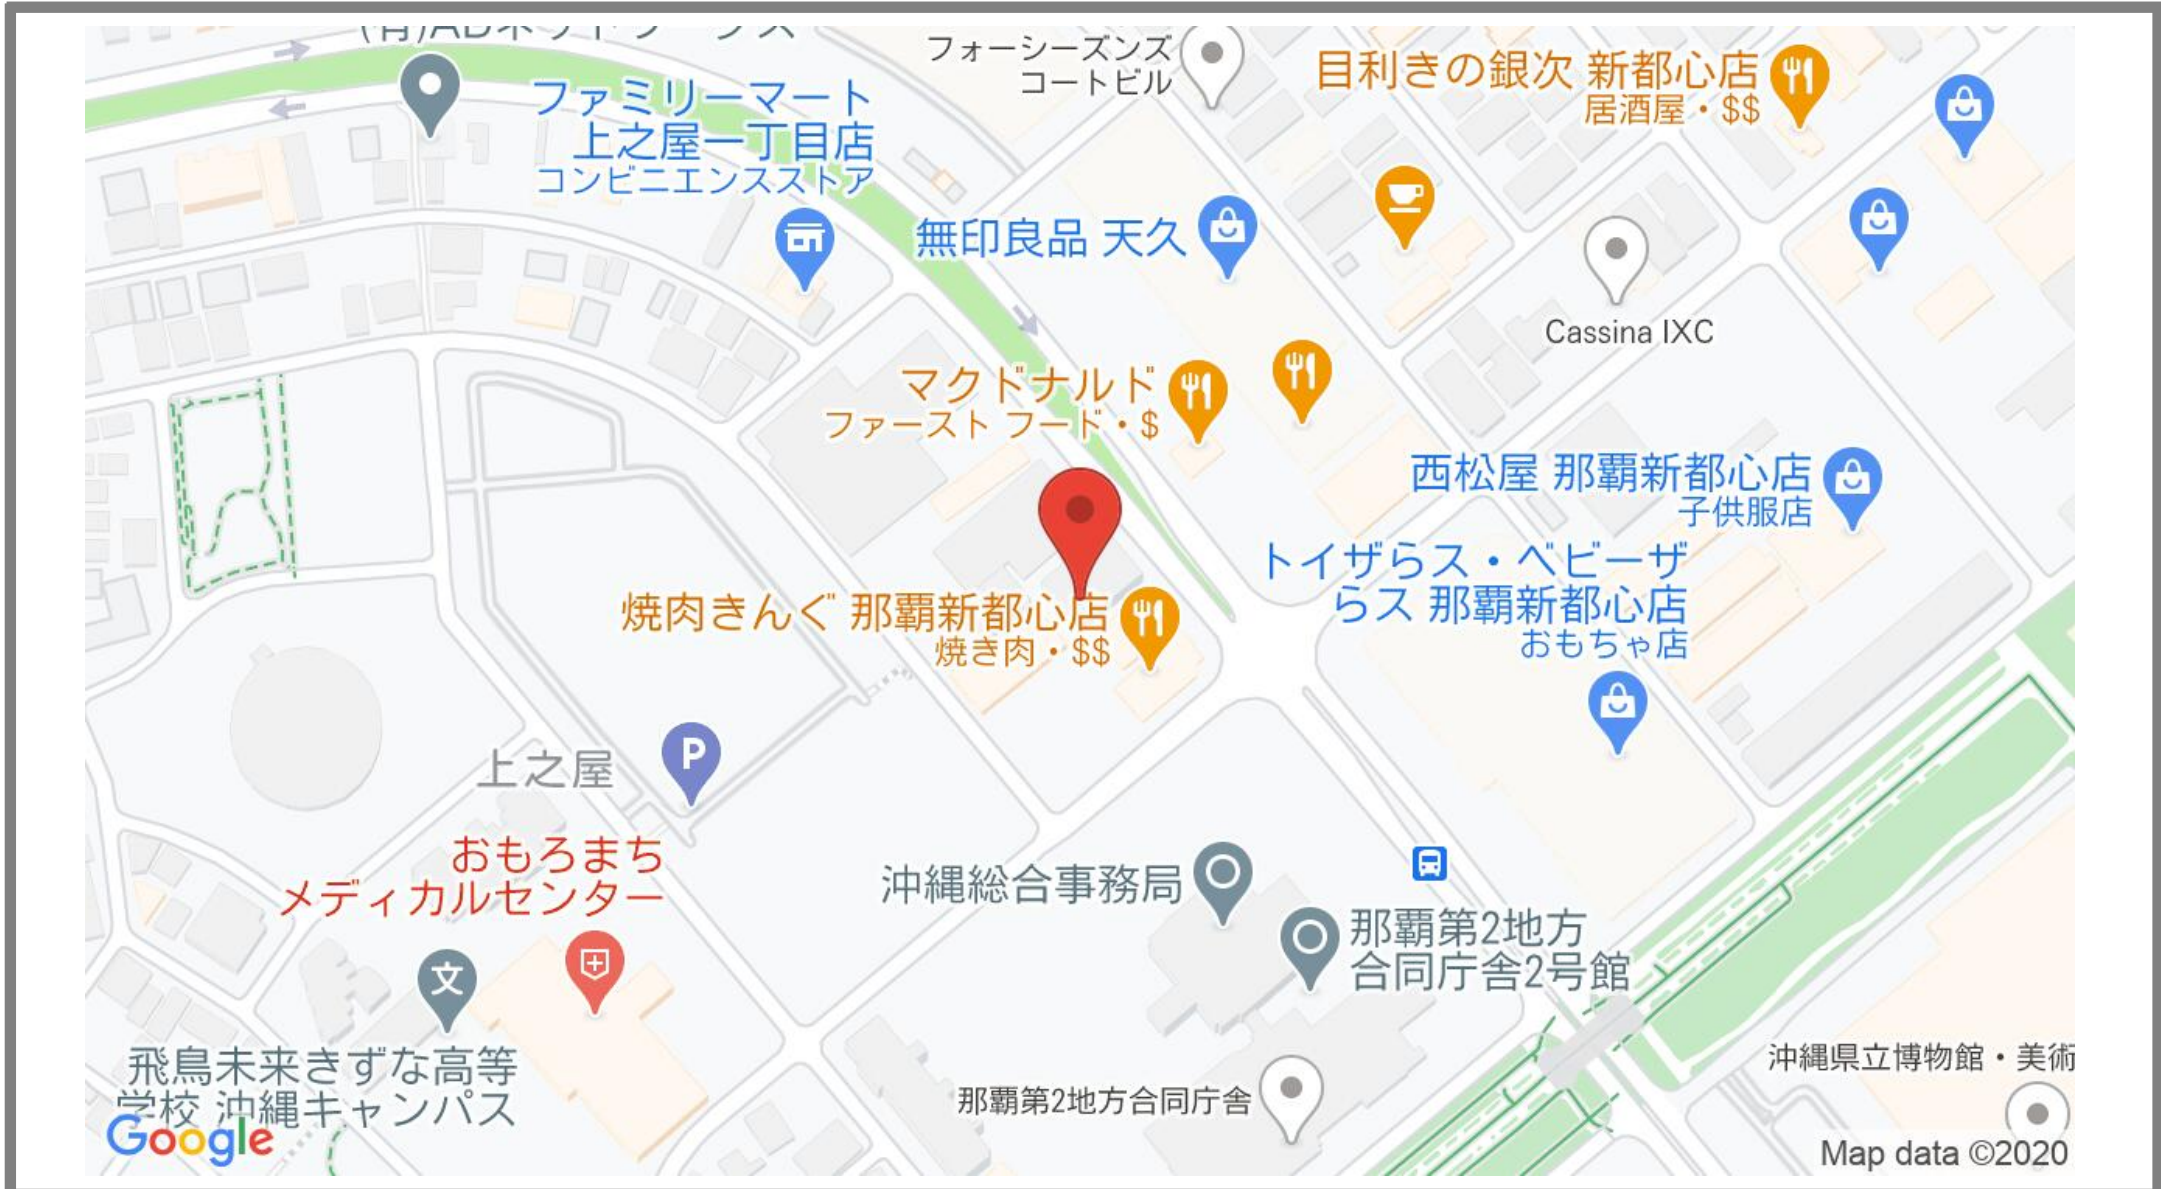 フォーシーズンズ
コートビル
目利きの銀次 新都心店
居酒屋・$$
ファミリーマート
上之屋一丁目店
コンビニエンスストア
無印良品 天久
Cassina IXC
マクドナルド
ファースト フード・$
西松屋 那覇新都心店
子供服店
トイザらス・ベビーザ
らス 那覇新都心店
おもちゃ店
焼肉きんぐ 那覇新都心店
焼き肉・$$
上之屋
P
おもろまち
メディカルセンター
沖縄総合事務局
那覇第2地方
合同庁舎2号館
文
飛鳥未来きずな高等
学校 沖縄キャンパス
那覇第2地方合同庁舎
沖縄県立博物館・美術
Google
Map data ©2020